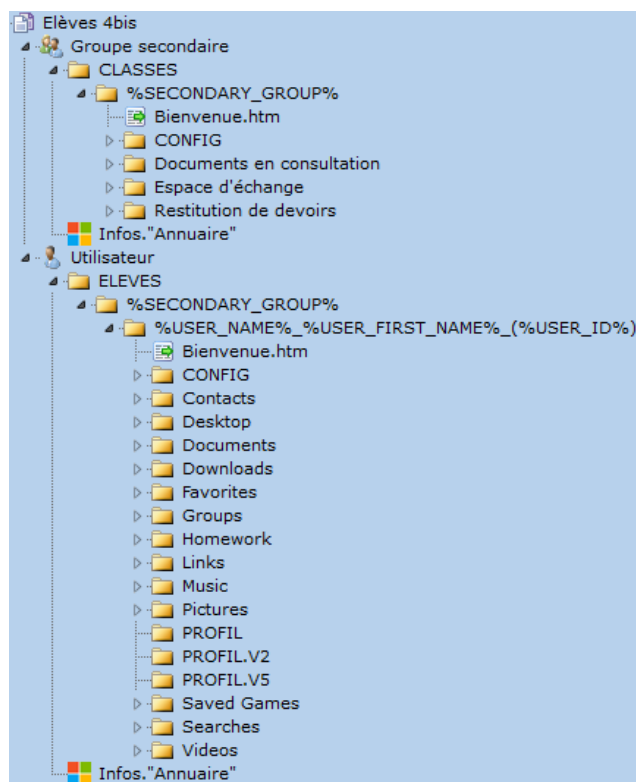 Elèves 4bis
Groupe secondaire
CLASSES
%SECONDARY_GROUP%
Bienvenue.htm
CONFIG
Documents en consultation
Espace d'échange
Restitution de devoirs
Infos."Annuaire"
Utilisateur
ELEVES
%SECONDARY_GROUP%
%USER_NAME%_%USER_FIRST_NAME%_(%USER_ID%)
Bienvenue.htm
CONFIG
Contacts
Desktop
Documents
Downloads
Favorites
Groups
Homework
Links
Music
Pictures
PROFIL
PROFIL.V2
PROFIL.V5
Saved Games
Searches
Videos
Infos."Annuaire"